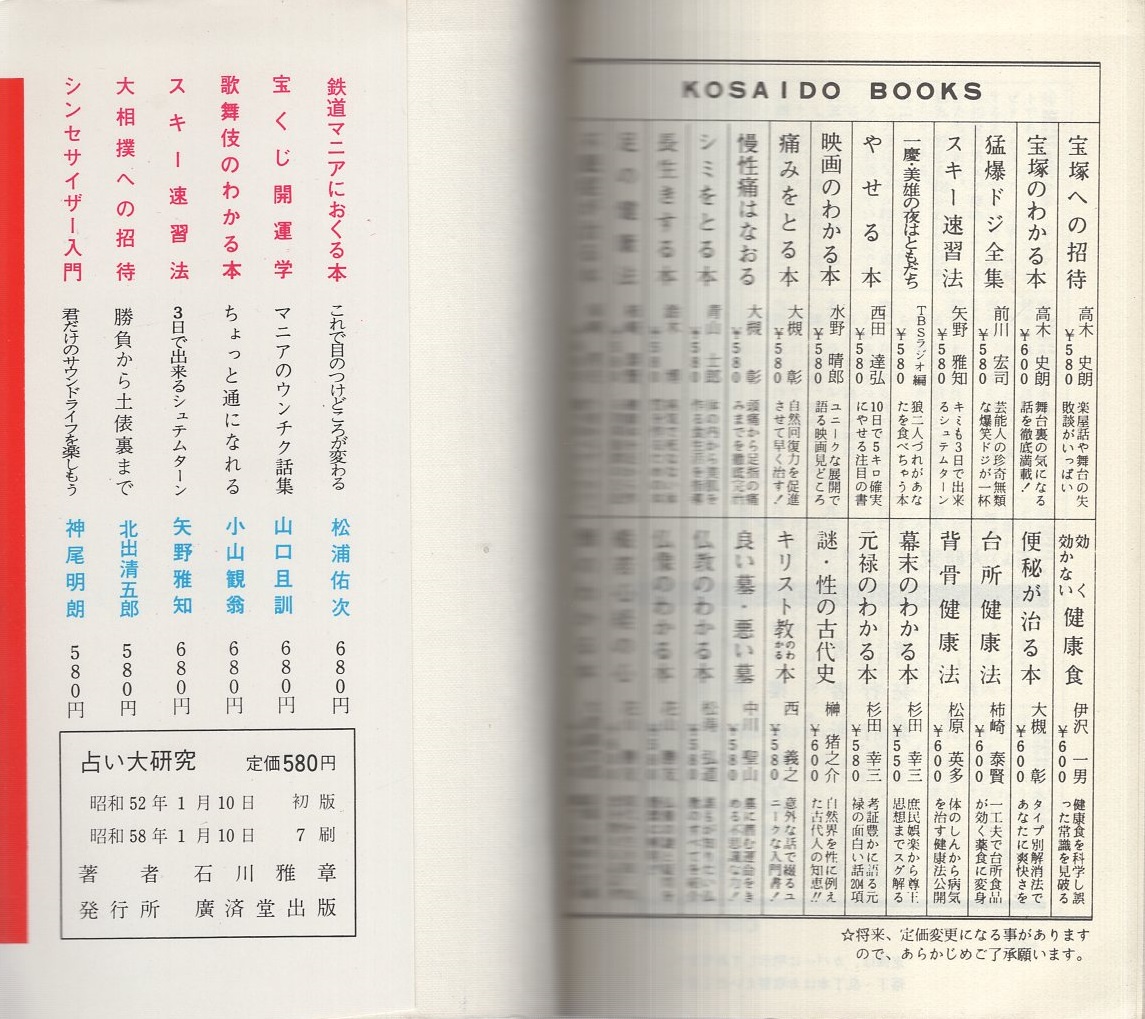 鉄道マニアにおくる本 これで目のつけどころが変わる 松浦佑次 680円
宝くじ開運学 マニアのウンチク話集 山口且訓 680円
歌舞伎のわかる本 ちょっと通になれる 小山観翁 680円
スキー速習法 3日で出来るシュテムターン 矢野雅知 680円
大相撲への招待 勝負から土俵裏まで 北出清五郎 580円
シンセサイザー入門 君だけのサウンドライフを楽しもう 神尾明朗 580円
占い大研究 定価580円
昭和52年1月10日 初版
昭和58年1月10日 7刷
著者 石川雅章
発行所 廣済堂出版
KOSAIDO BOOKS
宝塚への招待 高木 史朗 ¥580 楽屋話や舞台の失敗談がいっぱい
宝塚のわかる本 高木 史朗 ¥600 舞台裏の気になる話を徹底満載!
猛爆ドジ全集 前川 宏司 ¥580 芸能人の珍奇無類な爆笑ドジが一杯
スキー速習法 矢野 雅知 ¥580 キミも3日で出来るシュテムターン
一慶・美雄の夜はともだち TBSラジオ編 ¥580 狼二人づれがあなたを食べちゃう本
やせる本 西田 達弘 ¥580 10日で5キロ確実にやせる注目の書
映画のわかる本 水野 晴郎 ¥580 ユニークな展開で語る映画見どころ
痛みをとる本 大槻 彰 ¥580 自然回復力を促進させて早く治す!
慢性痛はなおる 大槻 彰 ¥580 頭痛から足指の痛みまでを徹底完治
シミをとる本 青山 士郎 ¥580
長生きする本
効く効かない健康食 伊沢 一男 ¥600 健康食を科学し誤った常識を見破る
便秘が治る本 大槻 彰 ¥600 タイプ別解消法であなたに爽快さを
台所健康法 柿崎 泰賢 ¥600 一工夫で台所食品が効く薬食に変身
背骨健康法 松原 英多 ¥600 体のしんから病気を治す健康法公開
幕末のわかる本 杉田 幸三 ¥550 庶民娯楽から尊王思想までスグ解る
元禄のわかる本 杉田 幸三 ¥580 考証豊かに語る元禄の面白い話204項
謎・性の古代史 榊 猪之介 ¥600 自然界を性に例えた古代人の知恵!!
キリスト教のわかる本 西 義之 ¥580 意外な話で綴るユニークな入門書!
良い墓・悪い墓 中川 聖山 ¥580
仏教のわかる本 松濤 弘道 ¥580
仏像のわかる本
☆将来、定価変更になる事があります
ので、あらかじめご了承願います。